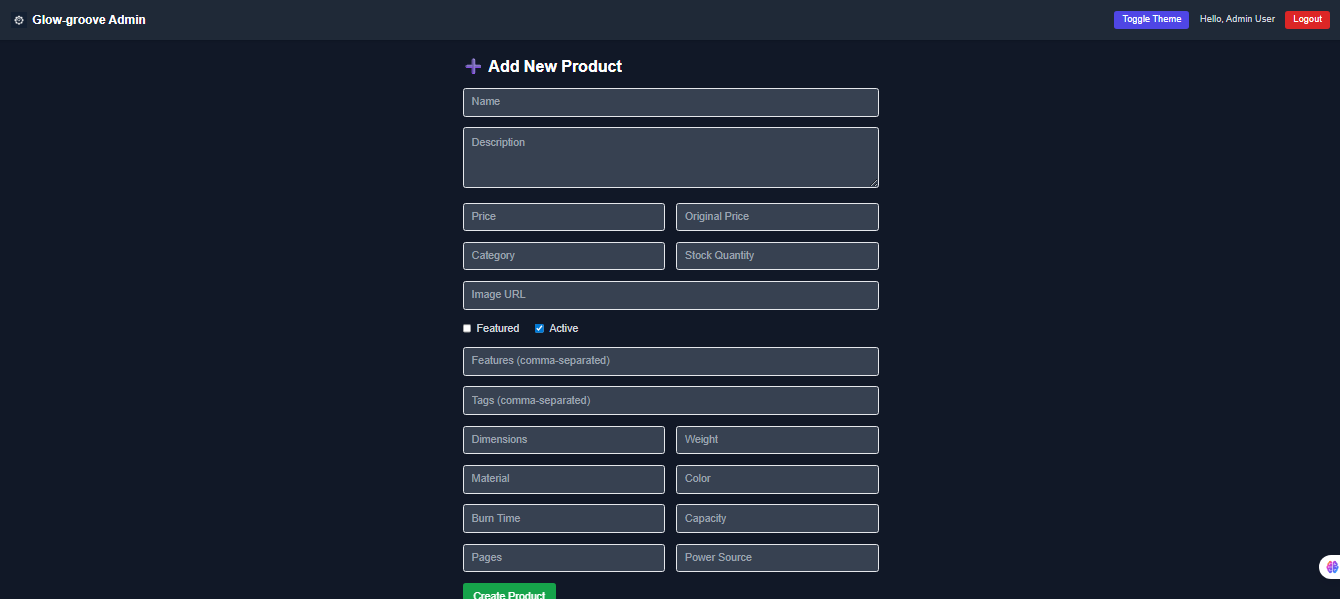 Glow-groove Admin
Toggle Theme
Hello, Admin User
Logout
Add New Product
Name
Description
Price
Original Price
Category
Stock Quantity
Image URL
Featured
Active
Features (comma-separated)
Tags (comma-separated)
Dimensions
Weight
Material
Color
Burn Time
Capacity
Pages
Power Source
Create Product